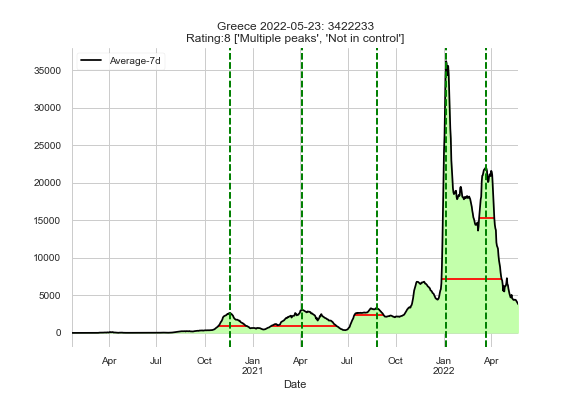 Greece 2022-05-23: 3422233
Rating:8 ['Multiple peaks', 'Not in control']
Average-7d
35000
30000
25000
20000
15000
10000
5000
0
Apr Jul Oct Jan Apr Jul Oct Jan Apr
2021 2022
Date